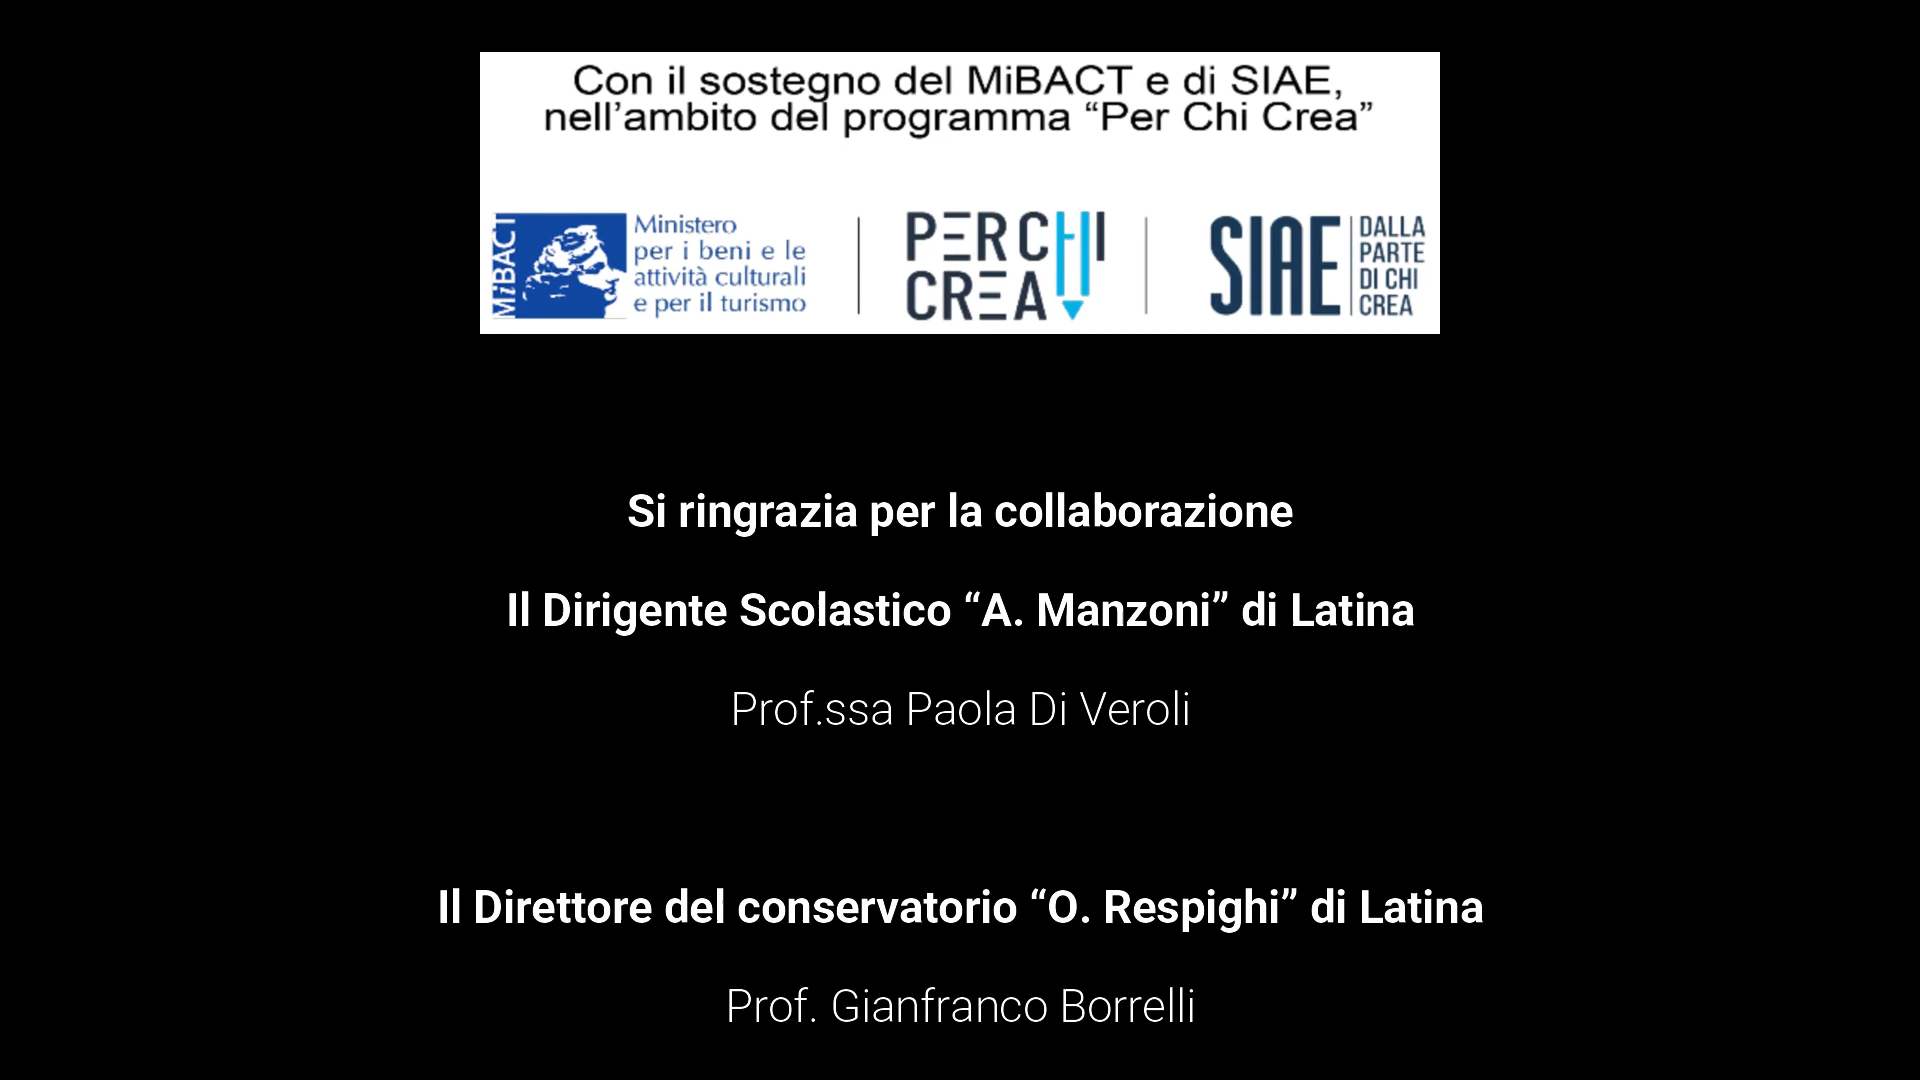 Con il sostegno del MiBACT e di SIAE,
nell’ambito del programma “Per Chi Crea”
MiBACT
Ministero
per i beni e le
attività culturali
e per il turismo
PER CHI
CREA
SIAE
DALLA
PARTE
DI CHI
CREA
Si ringrazia per la collaborazione
Il Dirigente Scolastico “A. Manzoni” di Latina
Prof.ssa Paola Di Veroli
Il Direttore del conservatorio “O. Respighi” di Latina
Prof. Gianfranco Borrelli